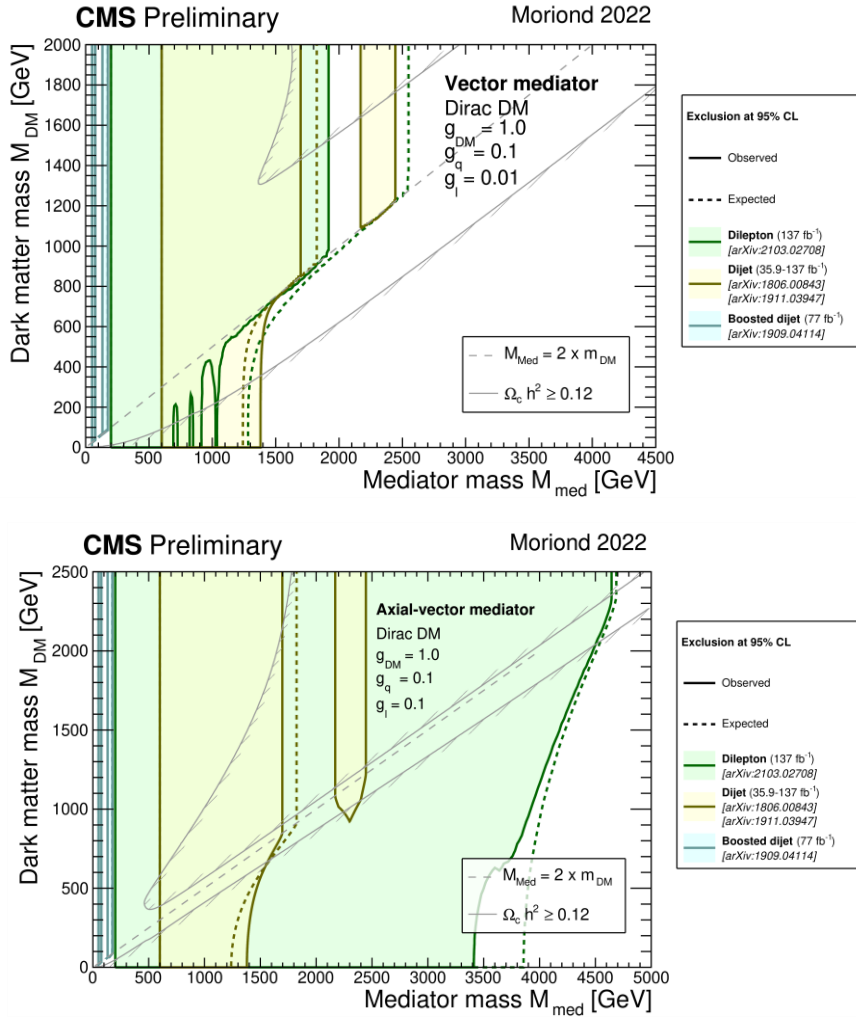 CMS Preliminary Moriond 2022
Dark matter mass M_DM [GeV]
2000
1800
1600
1400
1200
1000
800
600
400
200
0
Vector mediator
Dirac DM
g_DM = 1.0
g_q = 0.1
g_l = 0.01
M_Med = 2 x m_DM
Ω_c h² ≥ 0.12
0 500 1000 1500 2000 2500 3000 3500 4000 4500
Mediator mass M_med [GeV]
Exclusion at 95% CL
Observed
Expected
Dilepton (137 fb⁻¹)
[arXiv:2103.02708]
Dijet (35.9-137 fb⁻¹)
[arXiv:1806.00843]
[arXiv:1911.03947]
Boosted dijet (77 fb⁻¹)
[arXiv:1909.04114]
CMS Preliminary Moriond 2022
Dark matter mass M_DM [GeV]
2500
2000
1500
1000
500
0
Axial-vector mediator
Dirac DM
g_DM = 1.0
g_q = 0.1
g_l = 0.1
M_Med = 2 x m_DM
Ω_c h² ≥ 0.12
0 500 1000 1500 2000 2500 3000 3500 4000 4500 5000
Mediator mass M_med [GeV]
Exclusion at 95% CL
Observed
Expected
Dilepton (137 fb⁻¹)
[arXiv:2103.02708]
Dijet (35.9-137 fb⁻¹)
[arXiv:1806.00843]
[arXiv:1911.03947]
Boosted dijet (77 fb⁻¹)
[arXiv:1909.04114]